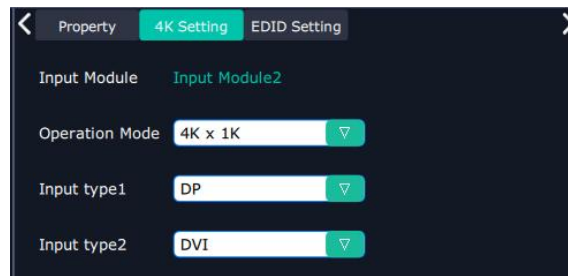 Property 4K Setting EDID Setting
Input Module Input Module2
Operation Mode 4K x 1K
Input type1 DP
Input type2 DVI